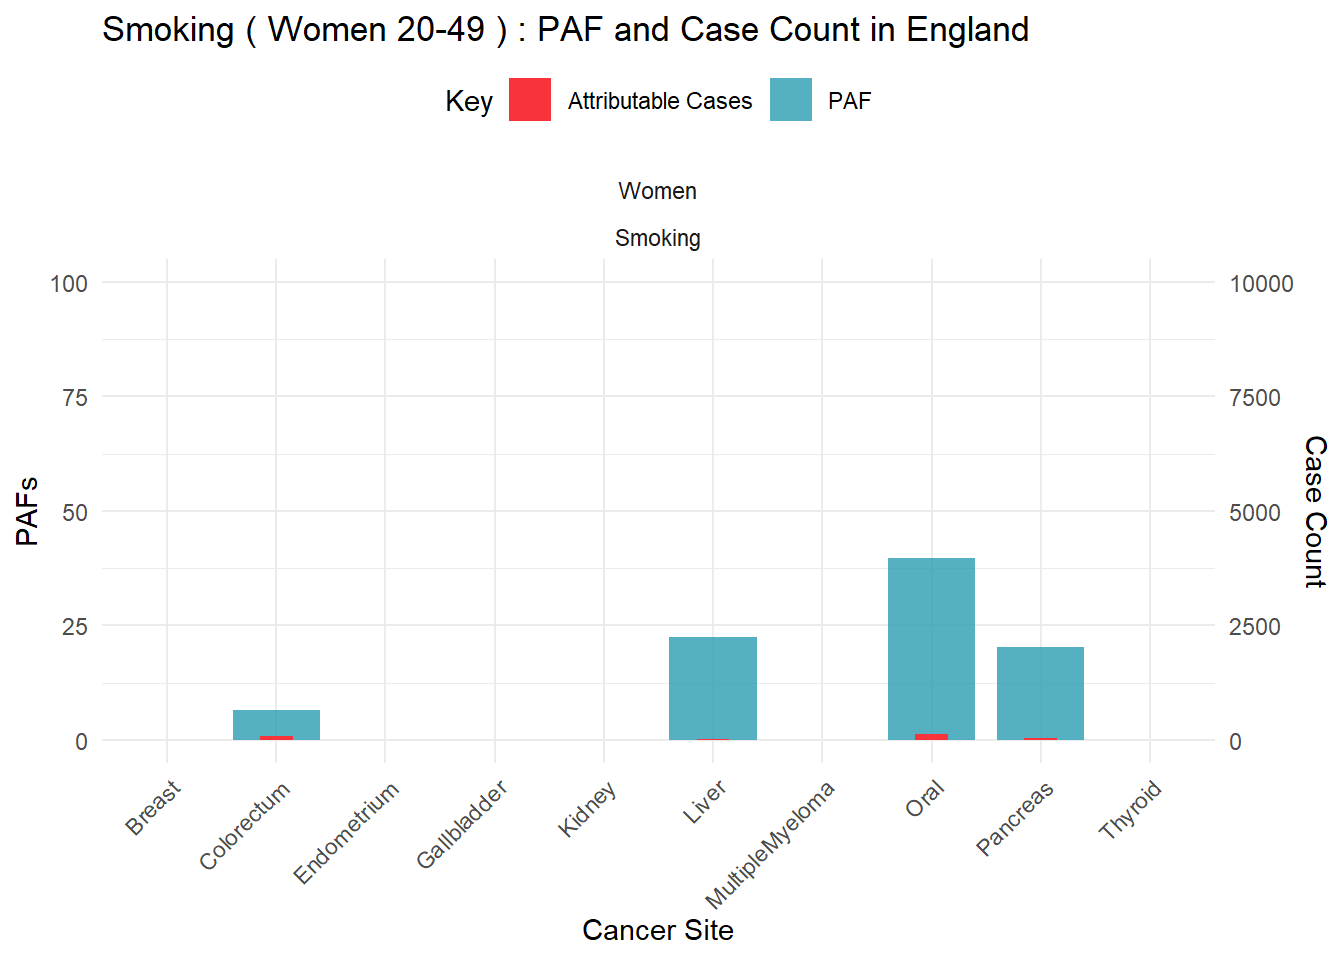 Smoking ( Women 20-49 ) : PAF and Case Count in England
Key Attributable Cases PAF
Women
Smoking
100 10000
75 7500
50 5000
25 2500
0 0
PAFs
Case Count
Breast Colorectum Endometrium Gallbladder Kidney Liver MultipleMyeloma Oral Pancreas Thyroid
Cancer Site